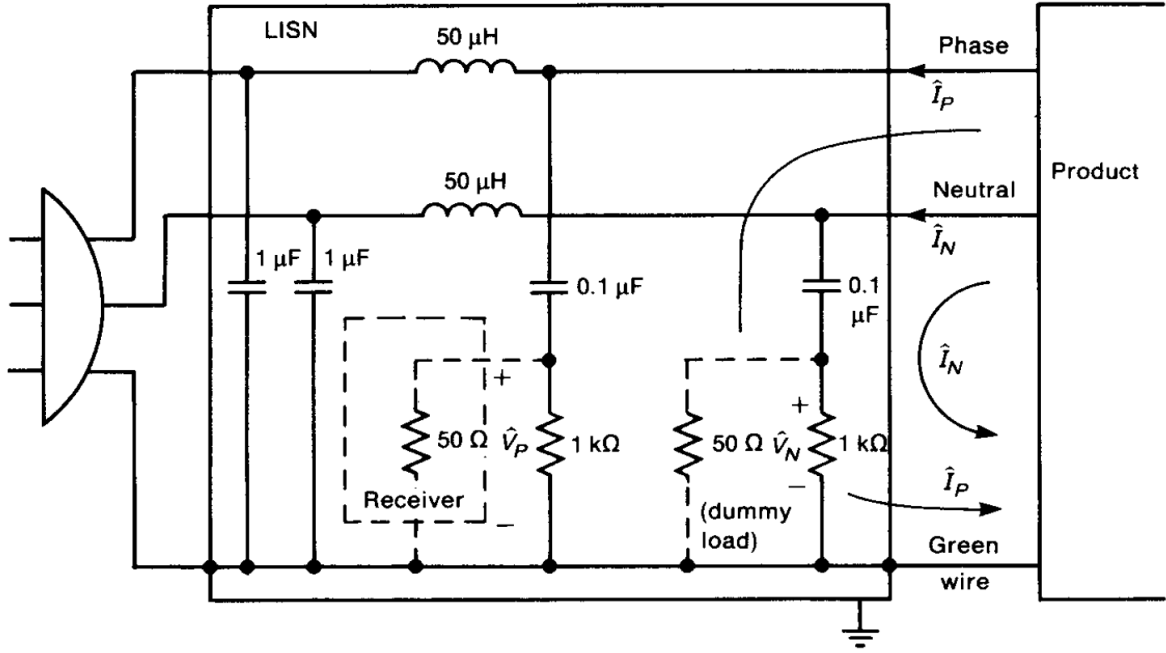 LISN
50 μH
Phase
Î_P
Product
50 μH
Neutral
Î_N
1 μF
1 μF
0.1 μF
0.1
μF
Î_N
+
+
50 Ω
V̂_P
1 kΩ
50 Ω
V̂_N
1 kΩ
Receiver
−
−
Î_P
(dummy
load)
Green
wire